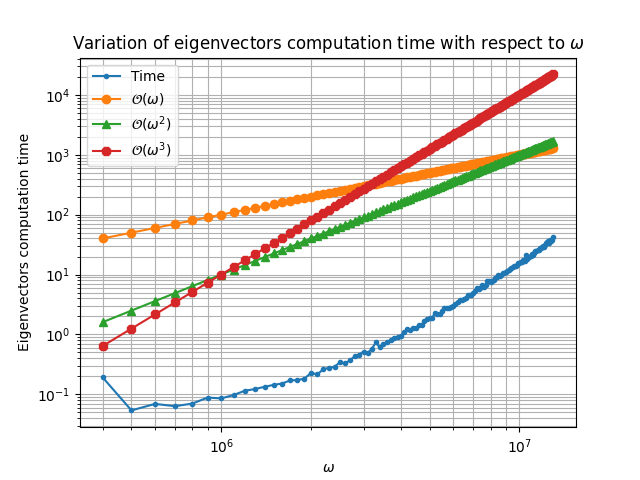 Variation of eigenvectors computation time with respect to ω
Time
𝒪(ω)
𝒪(ω²)
𝒪(ω³)
Eigenvectors computation time
10⁴
10³
10²
10¹
10⁰
10⁻¹
10⁶ 10⁷
ω